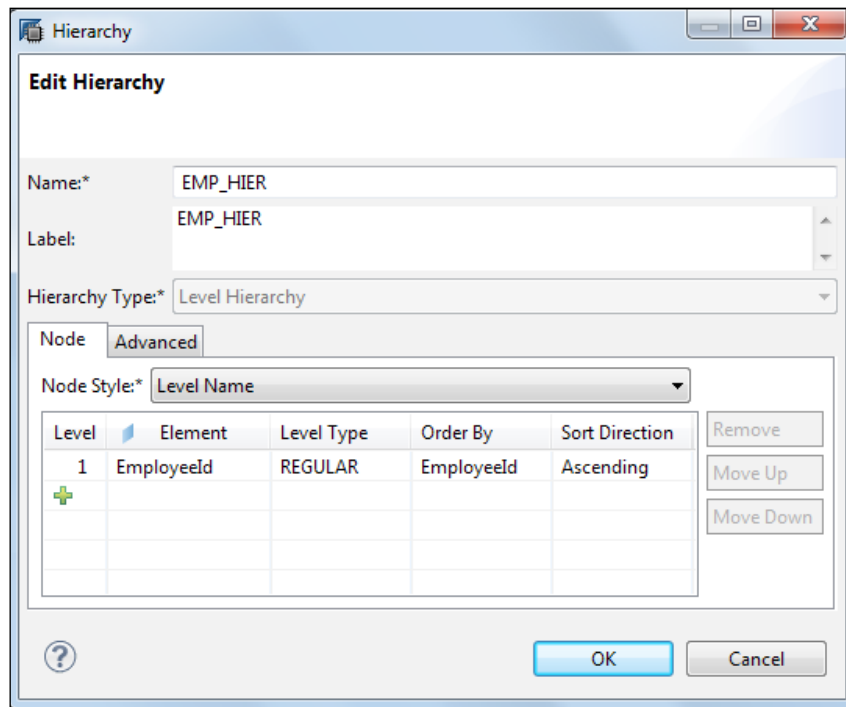 Hierarchy
Edit Hierarchy
Name:* EMP_HIER
Label: EMP_HIER
Hierarchy Type:* Level Hierarchy
Node Advanced
Node Style:* Level Name
Level Element Level Type Order By Sort Direction
1 EmployeeId REGULAR EmployeeId Ascending
Remove
Move Up
Move Down
? OK Cancel